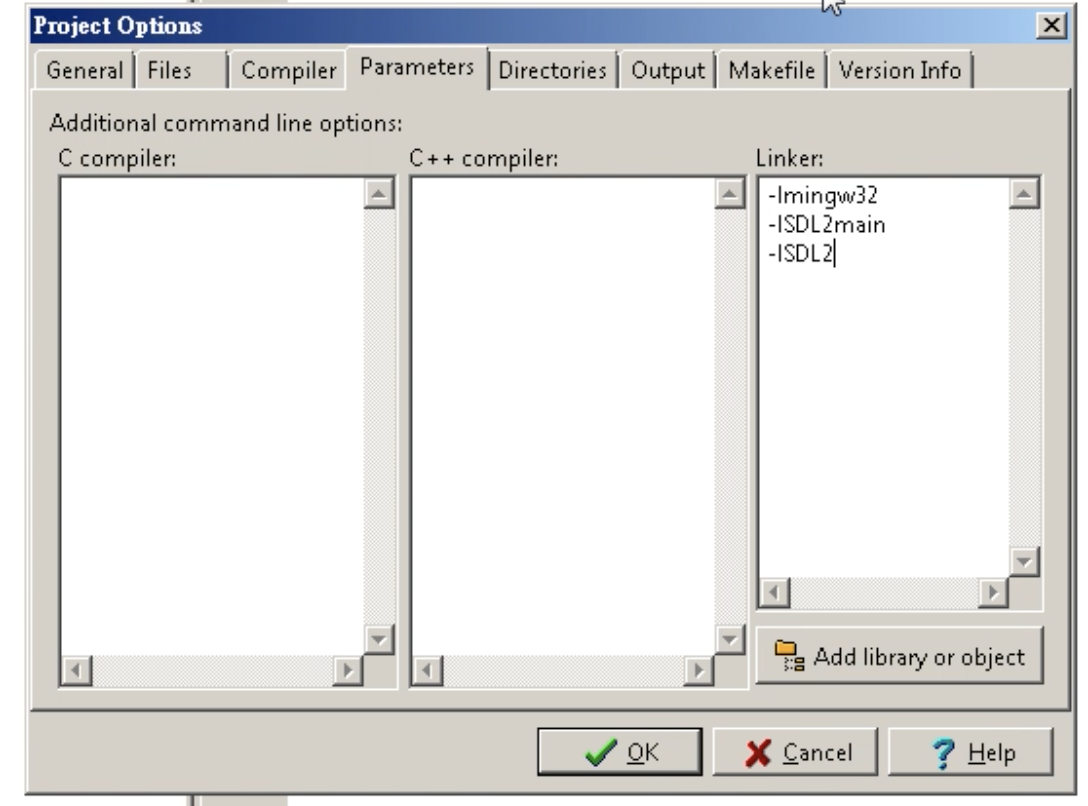 Project Options
General Files Compiler Parameters Directories Output Makefile Version Info
Additional command line options:
C compiler: C++ compiler: Linker:
-lmingw32
-lSDL2main
-lSDL2
Add library or object
OK Cancel Help